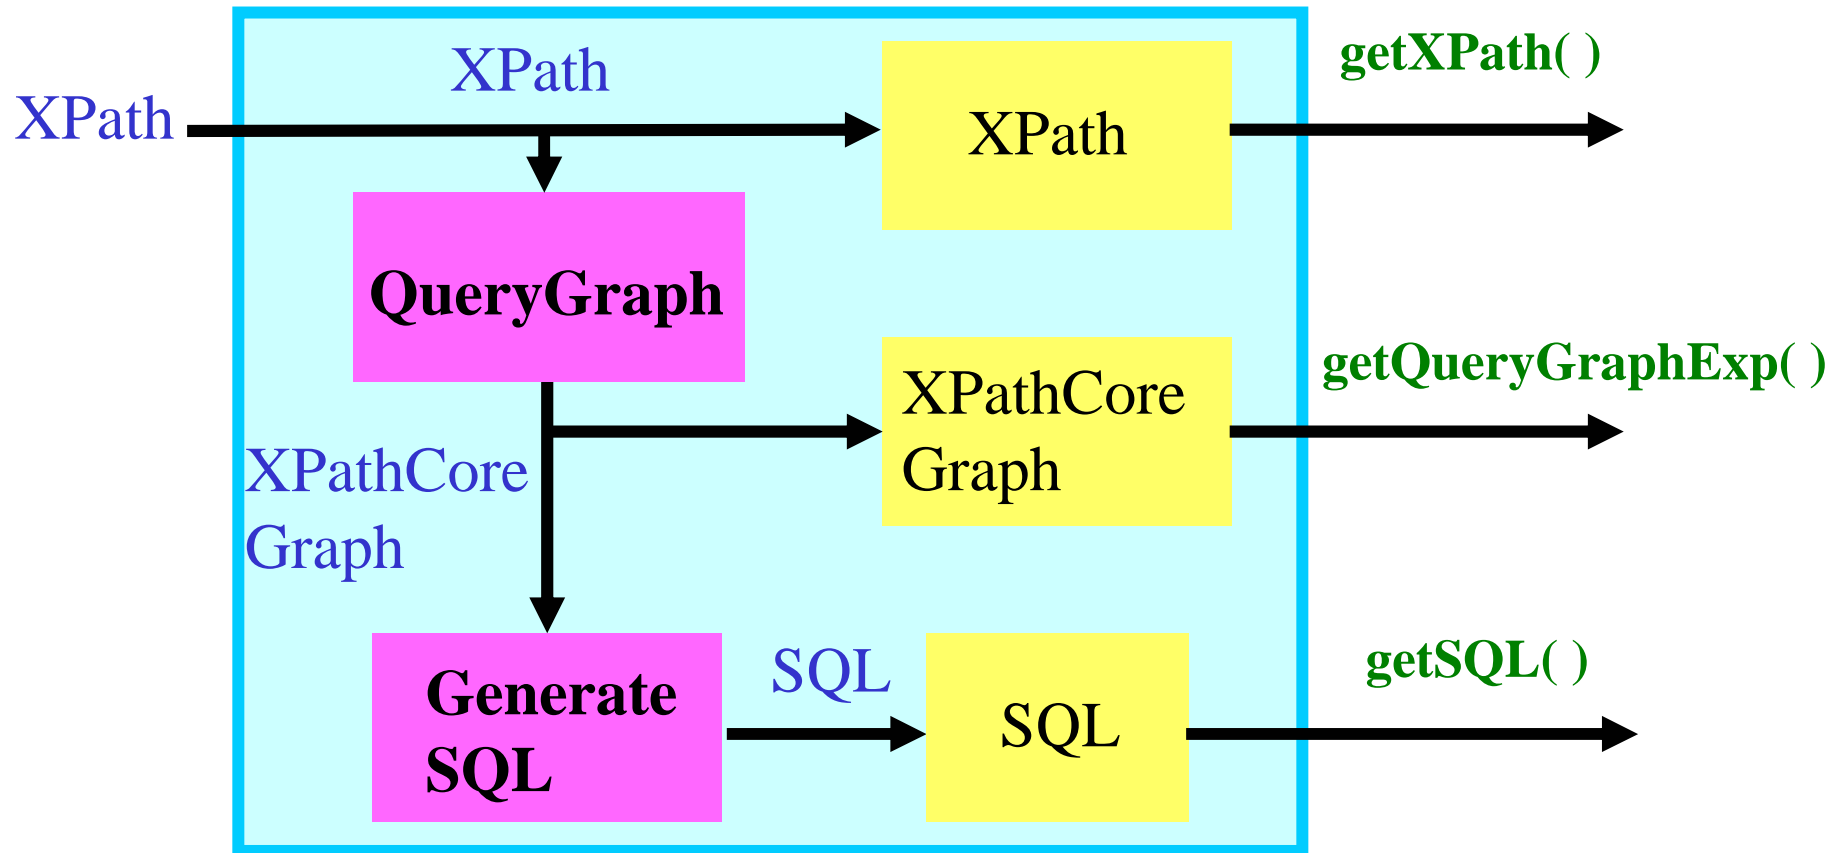 XPath
XPath
XPath
getXPath( )
QueryGraph
XPathCore
Graph
getQueryGraphExp( )
XPathCore
Graph
Generate
SQL
SQL
SQL
getSQL( )